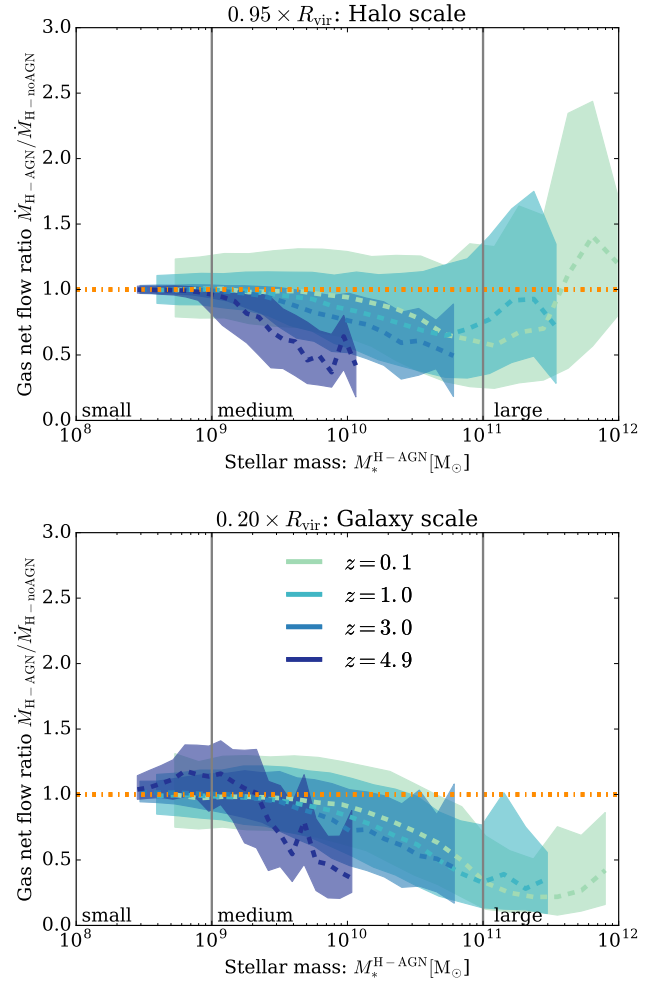 0.95 × R_vir: Halo scale
Gas net flow ratio Ṁ_H−AGN/Ṁ_H−noAGN
3.0
2.5
2.0
1.5
1.0
0.5
0.0
small medium large
10^8 10^9 10^10 10^11 10^12
Stellar mass: M_*^H−AGN[M_⊙]
0.20 × R_vir: Galaxy scale
Gas net flow ratio Ṁ_H−AGN/Ṁ_H−noAGN
3.0
2.5
2.0
1.5
1.0
0.5
0.0
z = 0.1
z = 1.0
z = 3.0
z = 4.9
small medium large
10^8 10^9 10^10 10^11 10^12
Stellar mass: M_*^H−AGN[M_⊙]